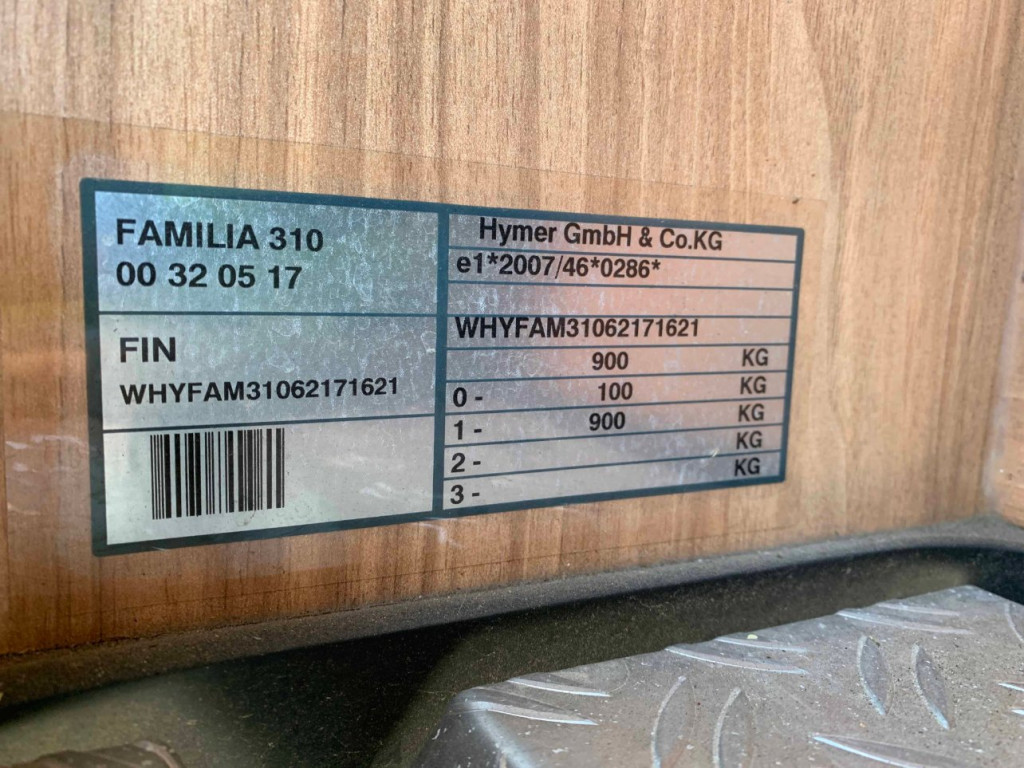 FAMILIA 310
00 32 05 17
FIN
WHYFAM31062171621
Hymer GmbH & Co.KG
e1*2007/46*0286*
WHYFAM31062171621
900 KG
0 - 100 KG
1 - 900 KG
2 - KG
3 - KG